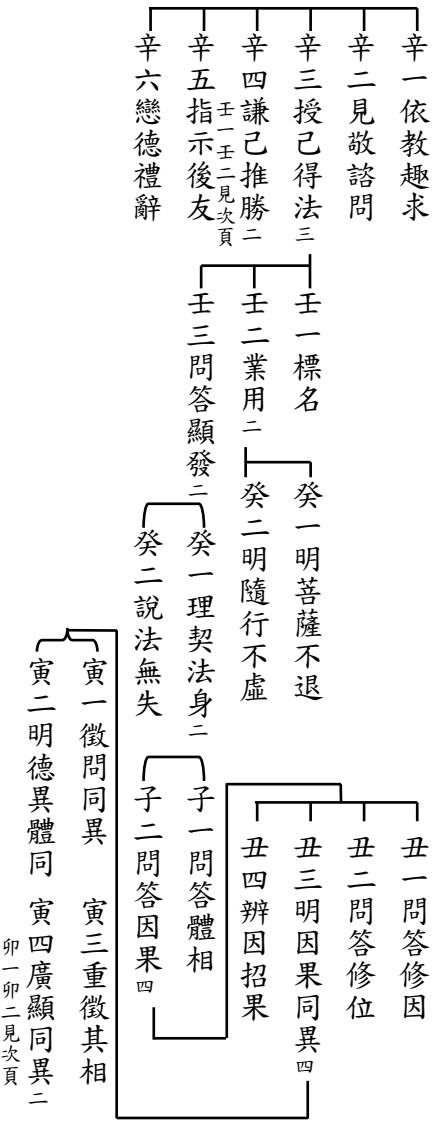 辛一依教趣求
辛二見敬諮問
辛三授己得法三
辛四謙己推勝二
壬一壬二見次頁
辛五指示後友
辛六戀德禮辭
壬一標名
壬二業用二
壬三問答顯發二
癸一明菩薩不退
癸二明隨行不虛
癸一理契法身二
癸二說法無失
子一問答體相
子二問答因果四
丑一問答修因
丑二問答修位
丑三明因果同異四
丑四辨因招果
寅一徵問同異
寅二明德異體同
寅三重徵其相
寅四廣顯同異二
卯一卯二見次頁